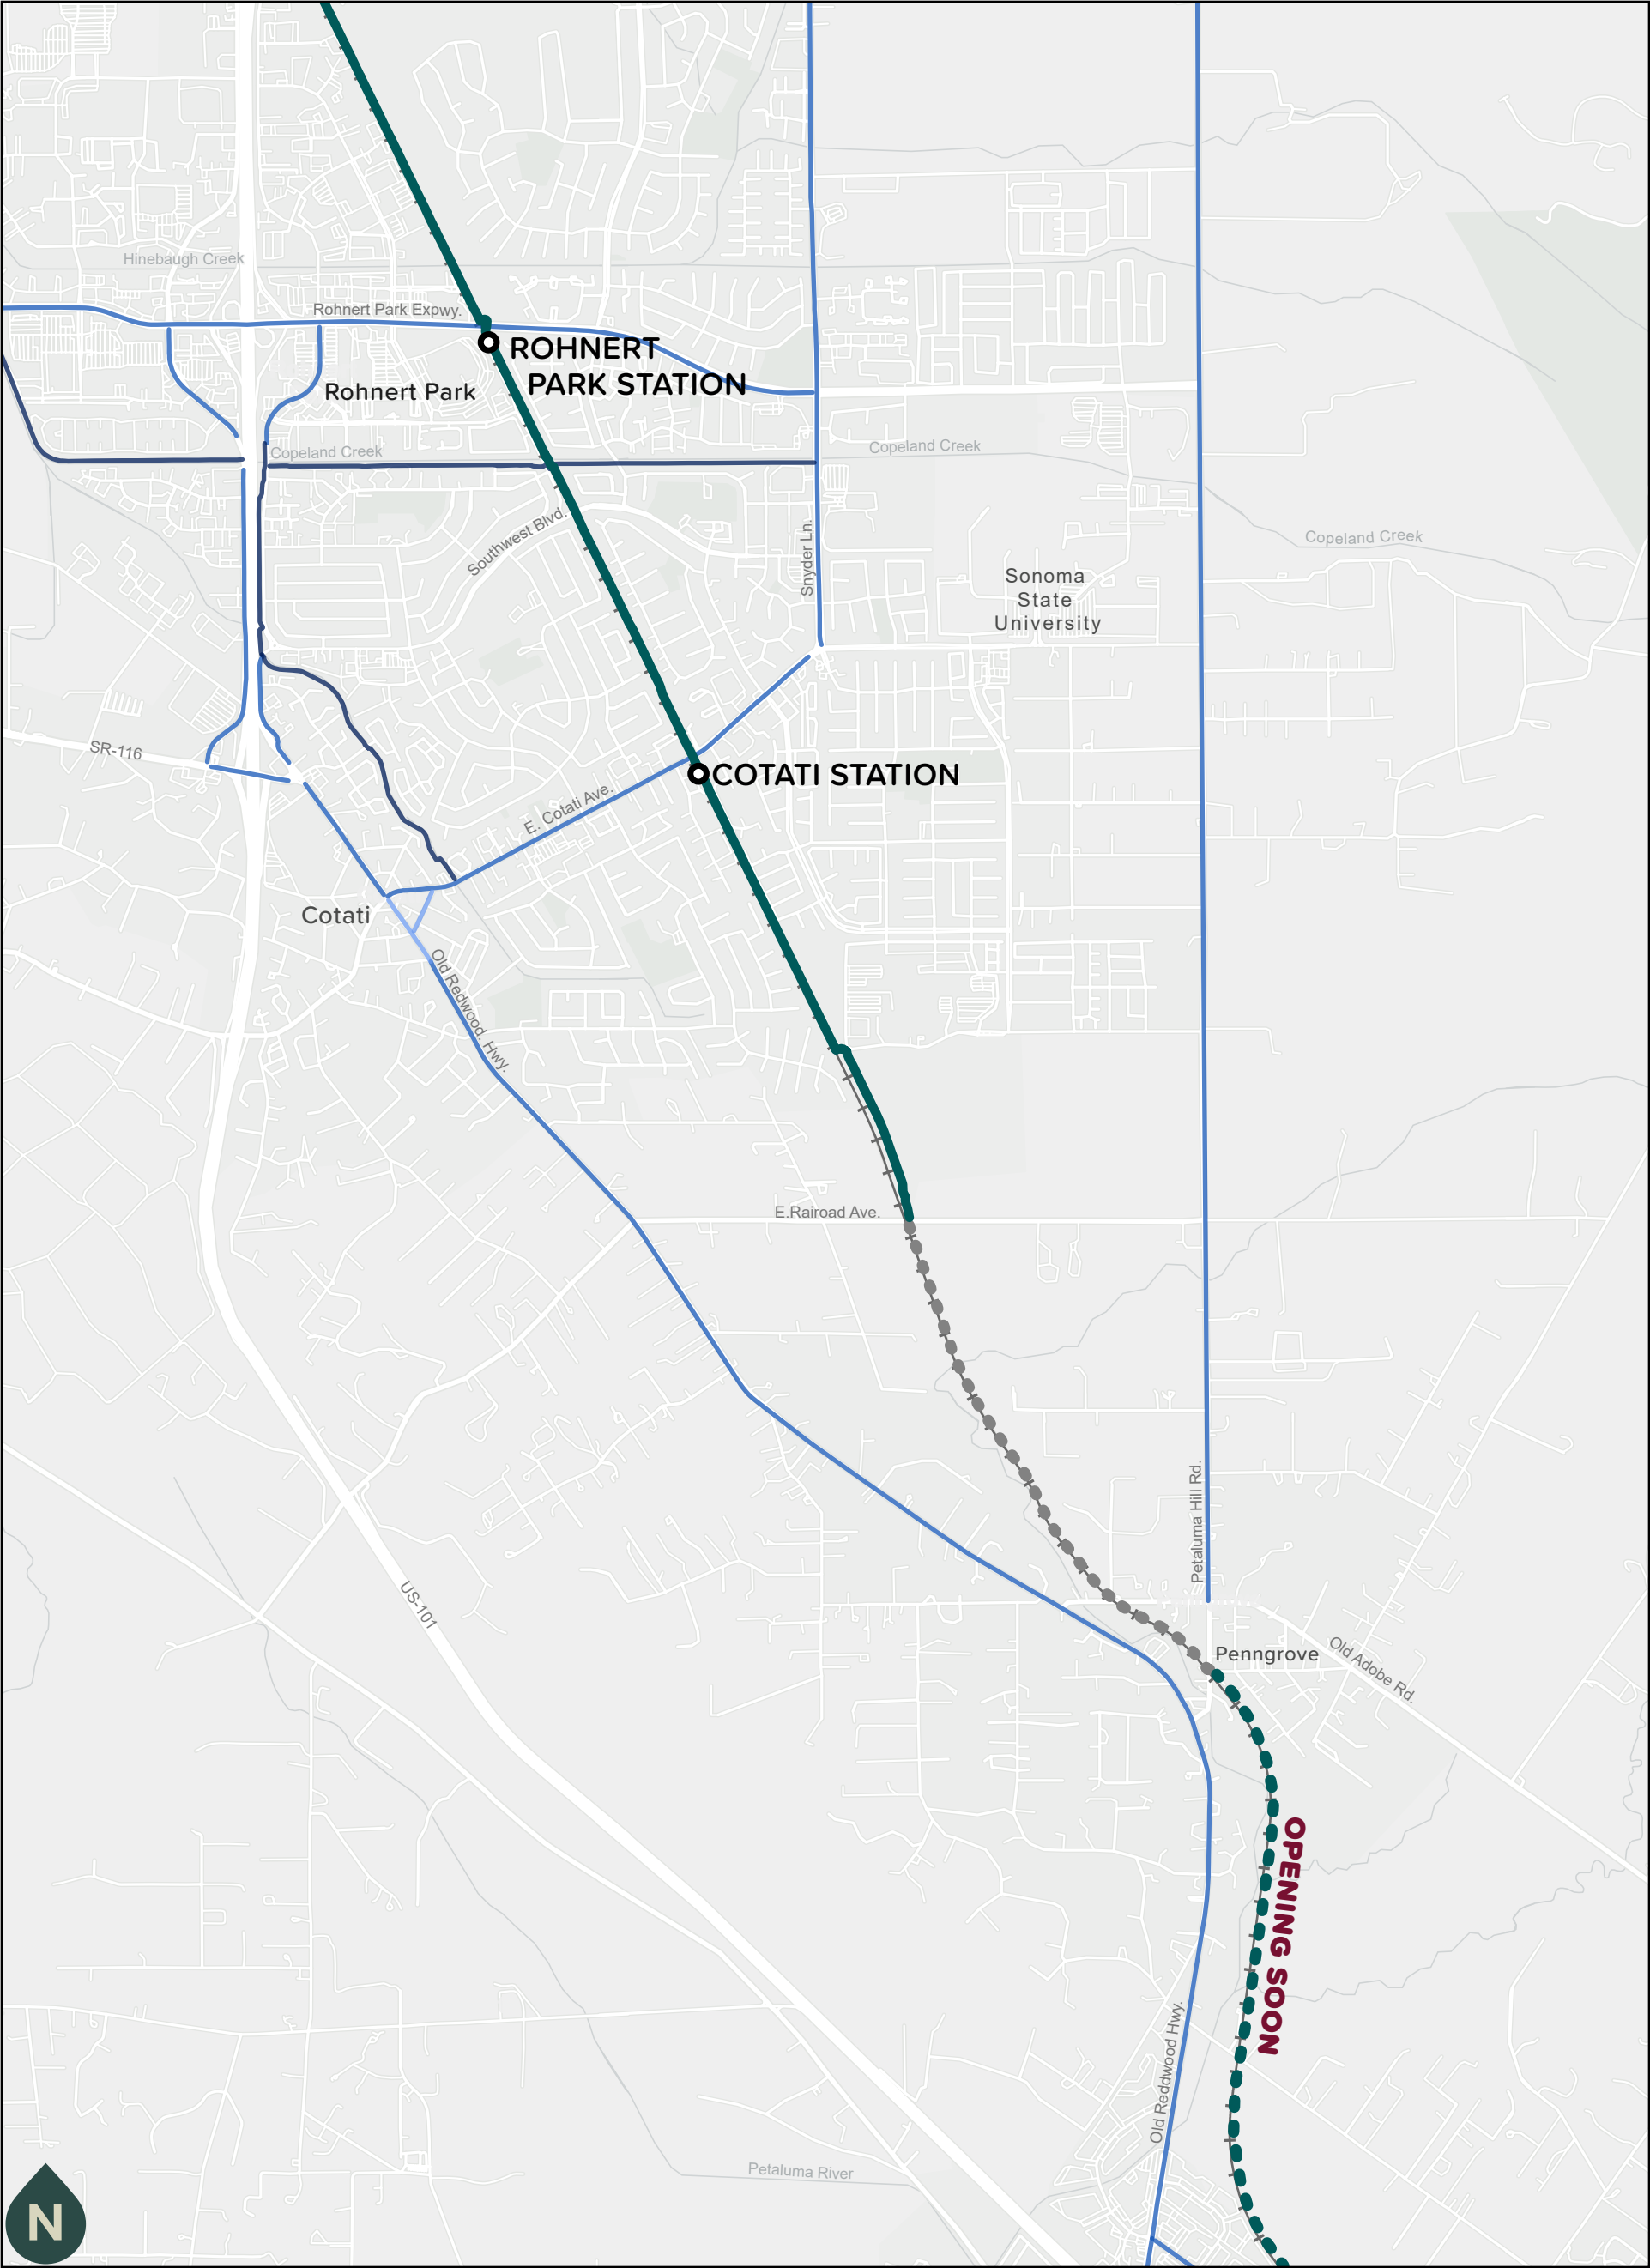 Hinebaugh Creek
Rohnert Park Expwy.
ROHNERT
PARK STATION
Rohnert Park
Copeland Creek
Copeland Creek
Copeland Creek
Southwest Blvd.
Snyder Ln.
Sonoma
State
University
SR-116
COTATI STATION
E. Cotati Ave.
Cotati
Old Redwood. Hwy.
E.Rairoad Ave.
Petaluma Hill Rd.
US-101
Penngrove
Old Adobe Rd.
OPENING SOON
Old Reddwood Hwy.
Petaluma River
N